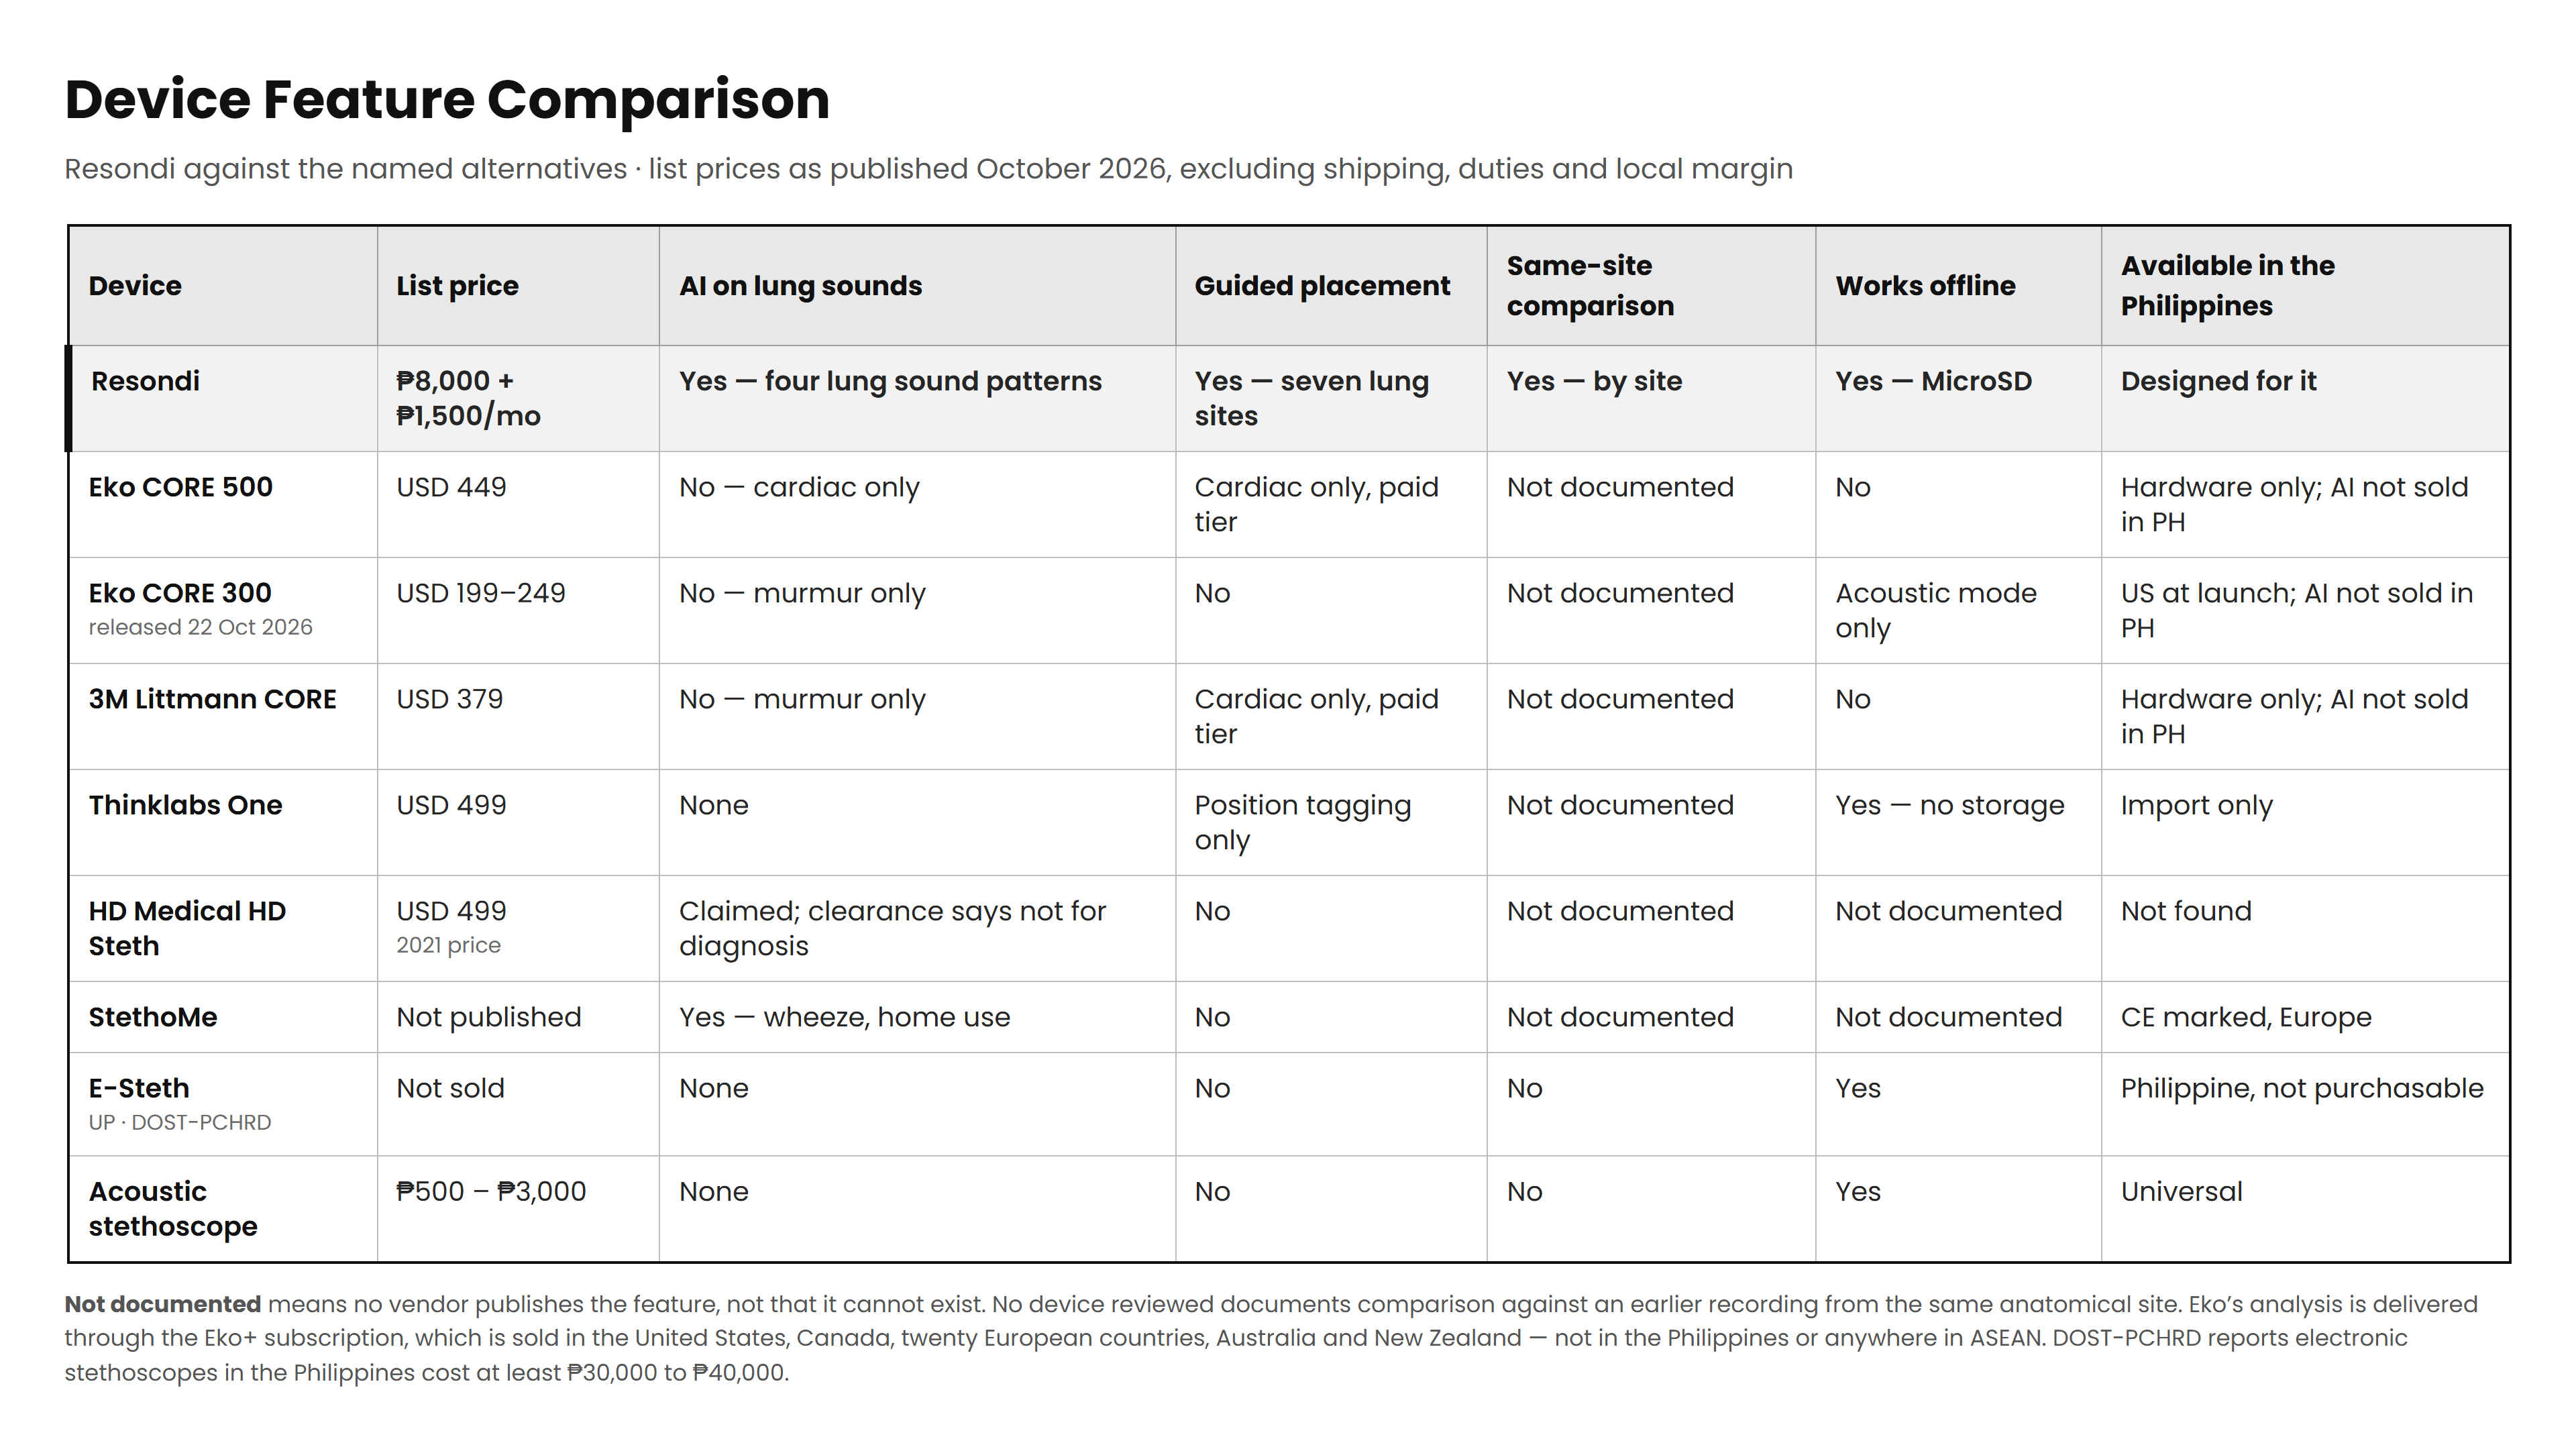 Device Feature Comparison
Resondi against the named alternatives · list prices as published October 2026, excluding shipping, duties and local margin
Device
List price
AI on lung sounds
Guided placement
Same-site
comparison
Works offline
Available in the
Philippines
Resondi
₱8,000 +
₱1,500/mo
Yes — four lung sound patterns
Yes — seven lung
sites
Yes — by site
Yes — MicroSD
Designed for it
Eko CORE 500
USD 449
No — cardiac only
Cardiac only, paid
tier
Not documented
No
Hardware only; AI not sold
in PH
Eko CORE 300
released 22 Oct 2026
USD 199–249
No — murmur only
No
Not documented
Acoustic mode
only
US at launch; AI not sold in
PH
3M Littmann CORE
USD 379
No — murmur only
Cardiac only, paid
tier
Not documented
No
Hardware only; AI not sold
in PH
Thinklabs One
USD 499
None
Position tagging
only
Not documented
Yes — no storage
Import only
HD Medical HD
Steth
USD 499
2021 price
Claimed; clearance says not for
diagnosis
No
Not documented
Not documented
Not found
StethoMe
Not published
Yes — wheeze, home use
No
Not documented
Not documented
CE marked, Europe
E-Steth
UP · DOST-PCHRD
Not sold
None
No
No
Yes
Philippine, not purchasable
Acoustic
stethoscope
₱500 – ₱3,000
None
No
No
Yes
Universal
Not documented means no vendor publishes the feature, not that it cannot exist. No device reviewed documents comparison against an earlier recording from the same anatomical site. Eko’s analysis is delivered
through the Eko+ subscription, which is sold in the United States, Canada, twenty European countries, Australia and New Zealand — not in the Philippines or anywhere in ASEAN. DOST-PCHRD reports electronic
stethoscopes in the Philippines cost at least ₱30,000 to ₱40,000.